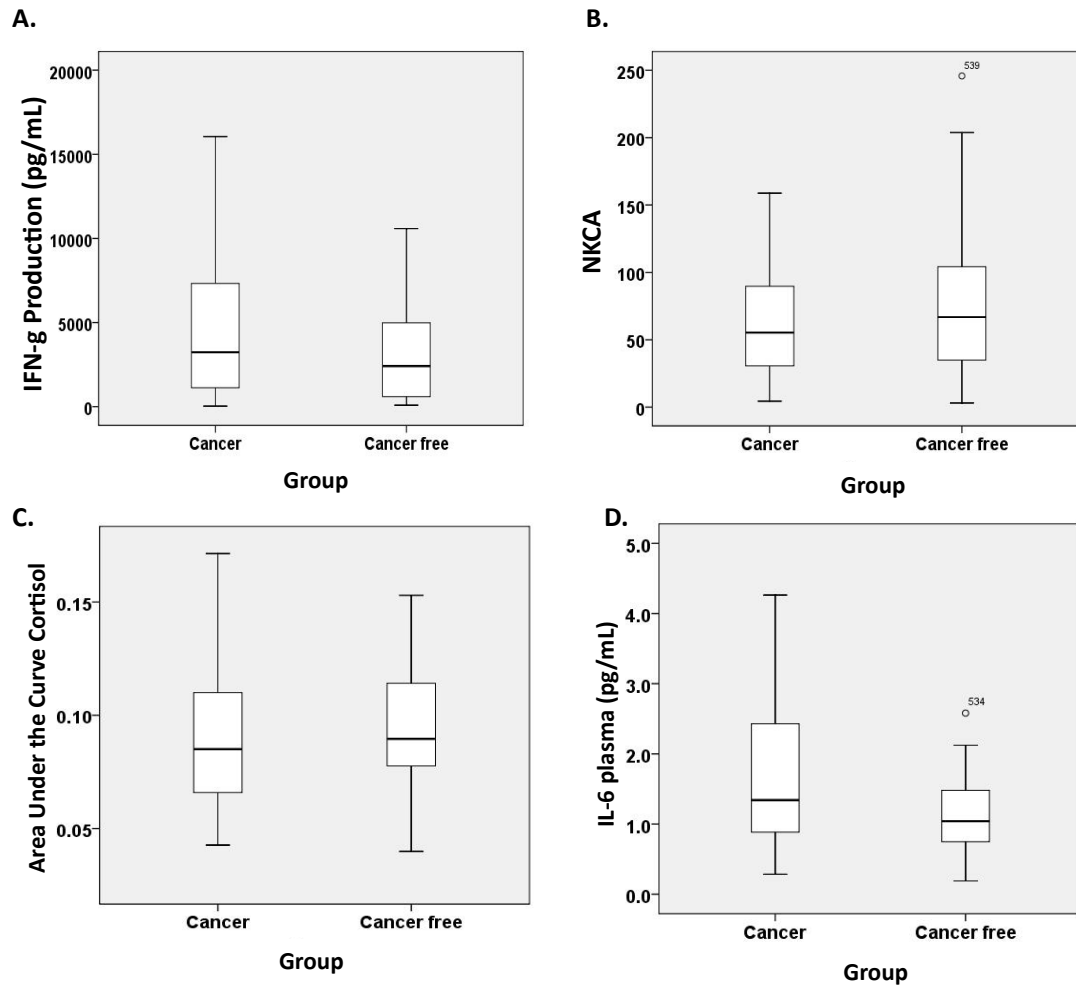 A.
IFN-g Production (pg/mL)
20000
15000
10000
5000
0
Cancer
Cancer free
Group
B.
NKCA
539
250
200
150
100
50
0
Cancer
Cancer free
Group
C.
Area Under the Curve Cortisol
0.15
0.10
0.05
Cancer
Cancer free
Group
D.
IL-6 plasma (pg/mL)
5.0
4.0
3.0
534
2.0
1.0
0.0
Cancer
Cancer free
Group